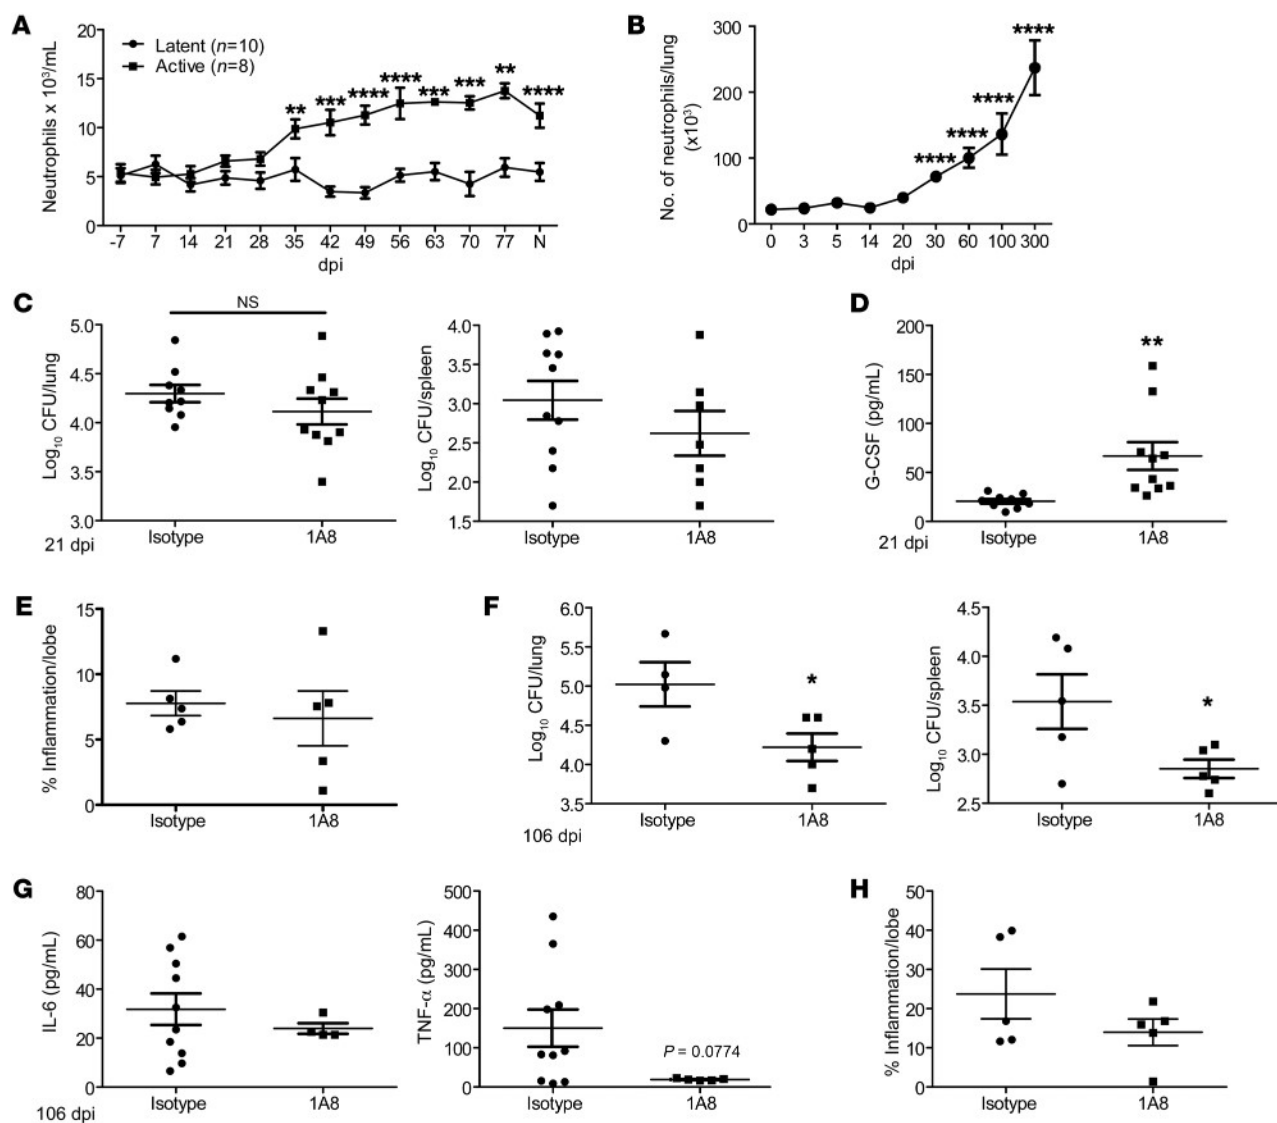 A
Neutrophils x 10³/mL
20
15
10
5
0
Latent (n=10)
Active (n=8)
**
***
****
****
***
***
**
****
-7 7 14 21 28 35 42 49 56 63 70 77 N
dpi
B
No. of neutrophils/lung
(x10³)
300
200
100
0
****
****
****
****
0 3 5 14 20 30 60 100 300
dpi
C
NS
Log₁₀ CFU/lung
5.0
4.5
4.0
3.5
3.0
Isotype 1A8
21 dpi
Log₁₀ CFU/spleen
4.0
3.5
3.0
2.5
2.0
1.5
Isotype 1A8
D
G-CSF (pg/mL)
200
150
100
50
0
**
Isotype 1A8
21 dpi
E
% Inflammation/lobe
15
10
5
0
Isotype 1A8
F
Log₁₀ CFU/lung
6.0
5.5
5.0
4.5
4.0
3.5
*
Isotype 1A8
106 dpi
Log₁₀ CFU/spleen
4.5
4.0
3.5
3.0
2.5
*
Isotype 1A8
G
IL-6 (pg/mL)
80
60
40
20
0
Isotype 1A8
106 dpi
TNF-α (pg/mL)
500
400
300
200
100
0
P = 0.0774
Isotype 1A8
H
% Inflammation/lobe
50
40
30
20
10
0
Isotype 1A8